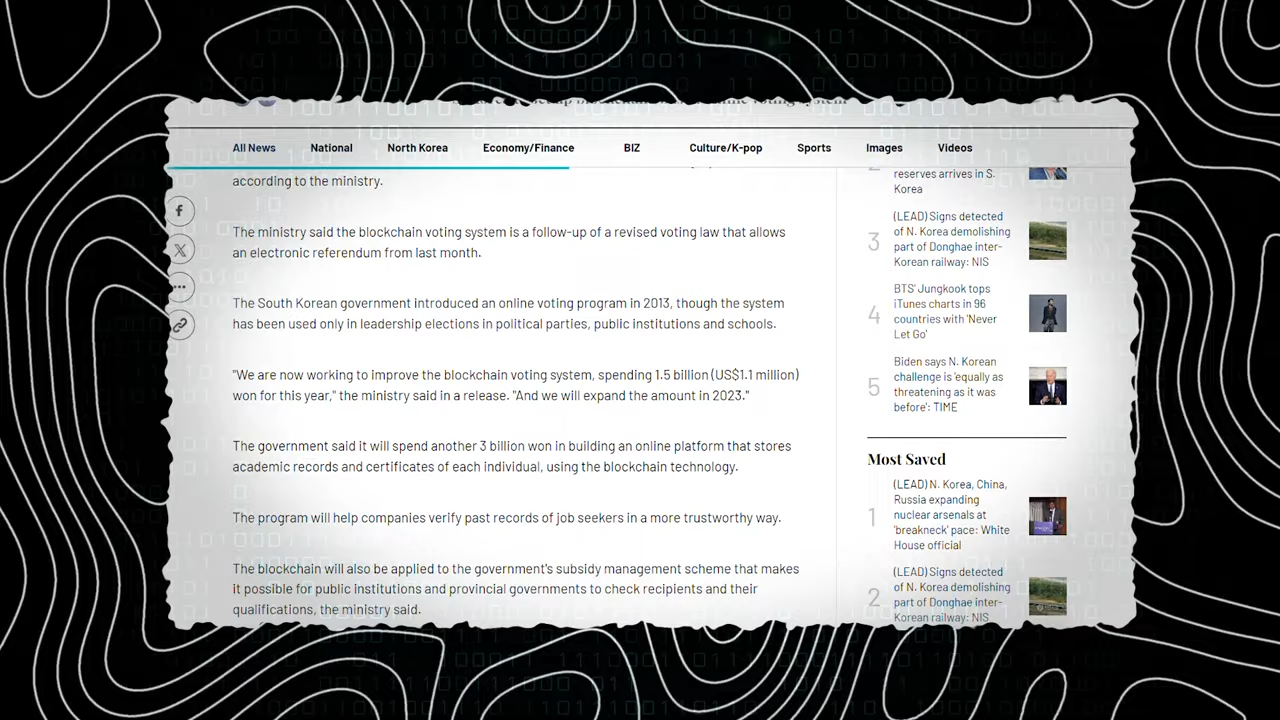 All News National North Korea Economy/Finance BIZ Culture/K-pop Sports Images Videos
according to the ministry.
The ministry said the blockchain voting system is a follow-up of a revised voting law that allows
an electronic referendum from last month.
The South Korean government introduced an online voting program in 2013, though the system
has been used only in leadership elections in political parties, public institutions and schools.
"We are now working to improve the blockchain voting system, spending 1.5 billion (US$1.1 million)
won for this year," the ministry said in a release. "And we will expand the amount in 2023."
The government said it will spend another 3 billion won in building an online platform that stores
academic records and certificates of each individual, using the blockchain technology.
The program will help companies verify past records of job seekers in a more trustworthy way.
The blockchain will also be applied to the government's subsidy management scheme that makes
it possible for public institutions and provincial governments to check recipients and their
qualifications, the ministry said.
reserves arrives in S.
Korea
3
(LEAD) Signs detected
of N. Korea demolishing
part of Donghae inter-
Korean railway: NIS
4
BTS' Jungkook tops
iTunes charts in 96
countries with 'Never
Let Go'
5
Biden says N. Korean
challenge is 'equally as
threatening as it was
before': TIME
Most Saved
1
(LEAD) N. Korea, China,
Russia expanding
nuclear arsenals at
'breakneck' pace: White
House official
2
(LEAD) Signs detected
of N. Korea demolishing
part of Donghae inter-
Korean railway: NIS